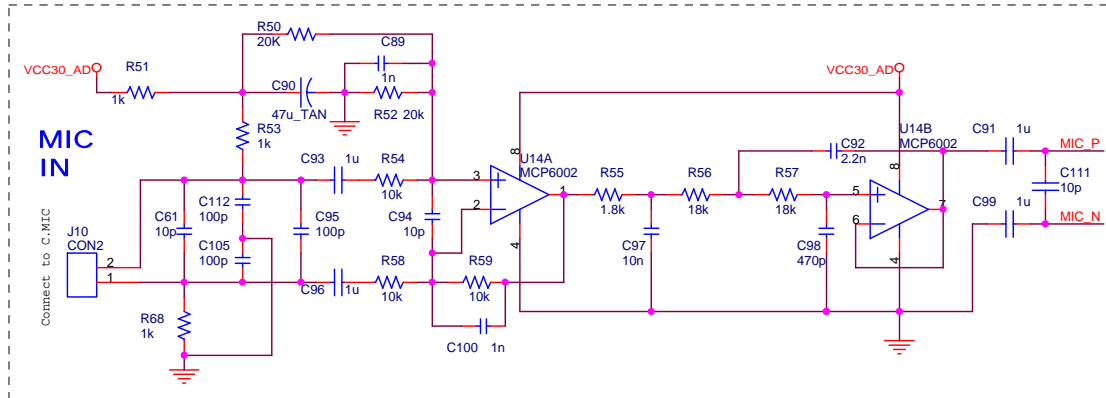 R50
20K
C89
1n
VCC30_AD
R51
1k
C90
47u_TAN
R52 20k
VCC30_AD
MIC
IN
R53
1k
C93
1u
R54
10k
8
U14A
MCP6002
3
2
1
4
C94
10p
R55
1.8k
R56
18k
R57
18k
C92
2.2n
U14B
MCP6002
8
5
6
7
4
C91
1u
MIC_P
C111
10p
C99
1u
MIC_N
Connect to C.MIC
J10
CON2
2
1
C61
10p
C112
100p
C105
100p
C95
100p
C96
1u
R58
10k
R59
10k
C97
10n
C98
470p
R68
1k
C100 1n